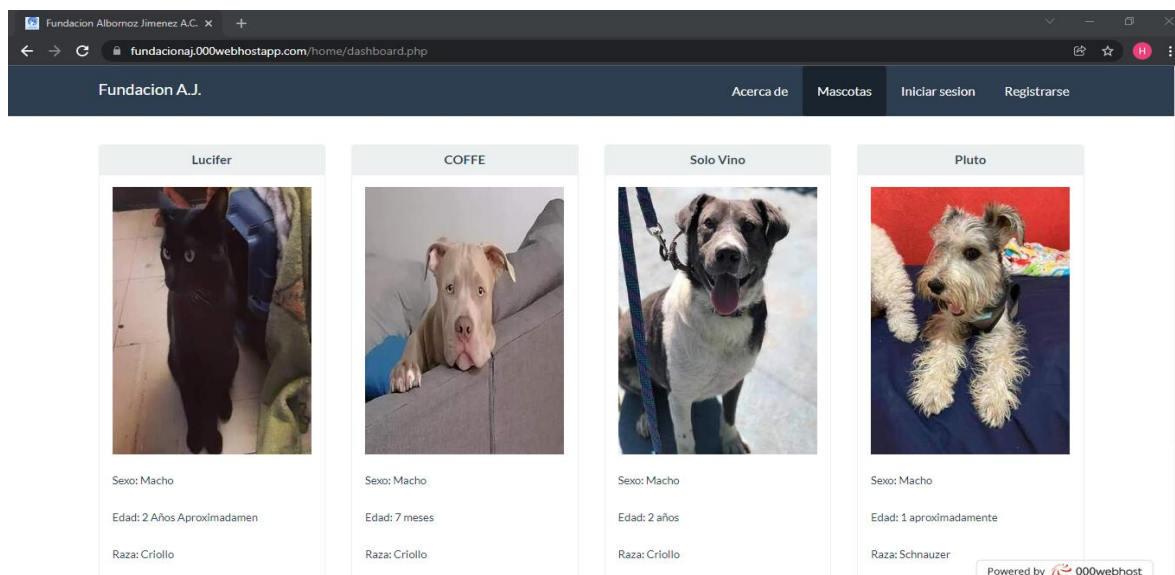 Fundacion Albornoz Jimenez A.C.
fundacionaj.000webhostapp.com/home/dashboard.php
H
Fundacion A.J.
Acerca de
Mascotas
Iniciar sesion
Registrarse
Lucifer
COFFE
Solo Vino
Pluto
Sexo: Macho
Sexo: Macho
Sexo: Macho
Sexo: Macho
Edad: 2 Años Aproximadamen
Edad: 7 meses
Edad: 2 años
Edad: 1 aproximadamente
Raza: Criollo
Raza: Criollo
Raza: Criollo
Raza: Schnauzer
Powered by 000webhost